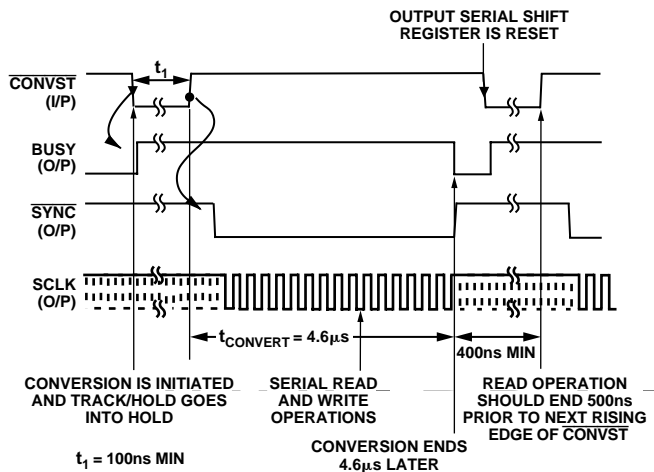 OUTPUT SERIAL SHIFT
REGISTER IS RESET
t1
CONVST
(I/P)
BUSY
(O/P)
SYNC
(O/P)
SCLK
(O/P)
tCONVERT = 4.6µs
400ns MIN
CONVERSION IS INITIATED
AND TRACK/HOLD GOES
INTO HOLD
SERIAL READ
AND WRITE
OPERATIONS
READ OPERATION
SHOULD END 500ns
PRIOR TO NEXT RISING
EDGE OF CONVST
t1 = 100ns MIN
CONVERSION ENDS
4.6µs LATER